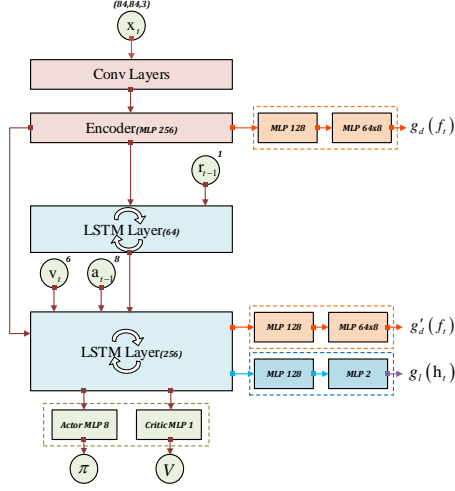 (84,84,3)
x_t
Conv Layers
Encoder(MLP 256)
MLP 128
MLP 64x8
g_d(f_t)
r_{t-1}
1
LSTM Layer(64)
v_t
6
a_{t-1}
8
LSTM Layer(256)
MLP 128
MLP 64x8
g'_d(f_t)
MLP 128
MLP 2
g_l(h_t)
Actor MLP 8
Critic MLP 1
π
V